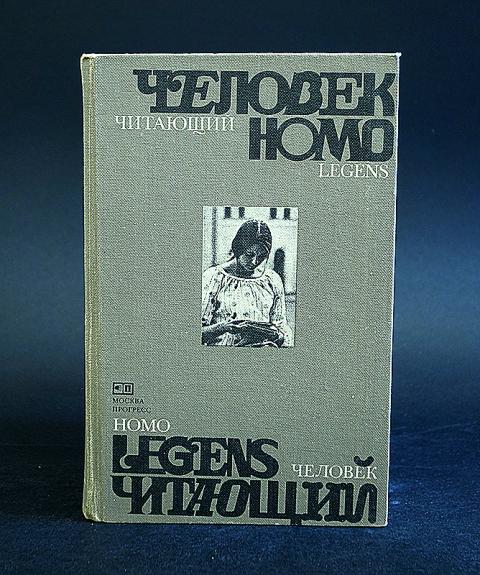 ЧЕЛОВЕК
ЧИТАЮЩИЙ HOMO
LEGENS
МОСКВА
ПРОГРЕСС
HOMO
LEGENS ЧЕЛОВЕК
ЧИТАЮЩИЙ